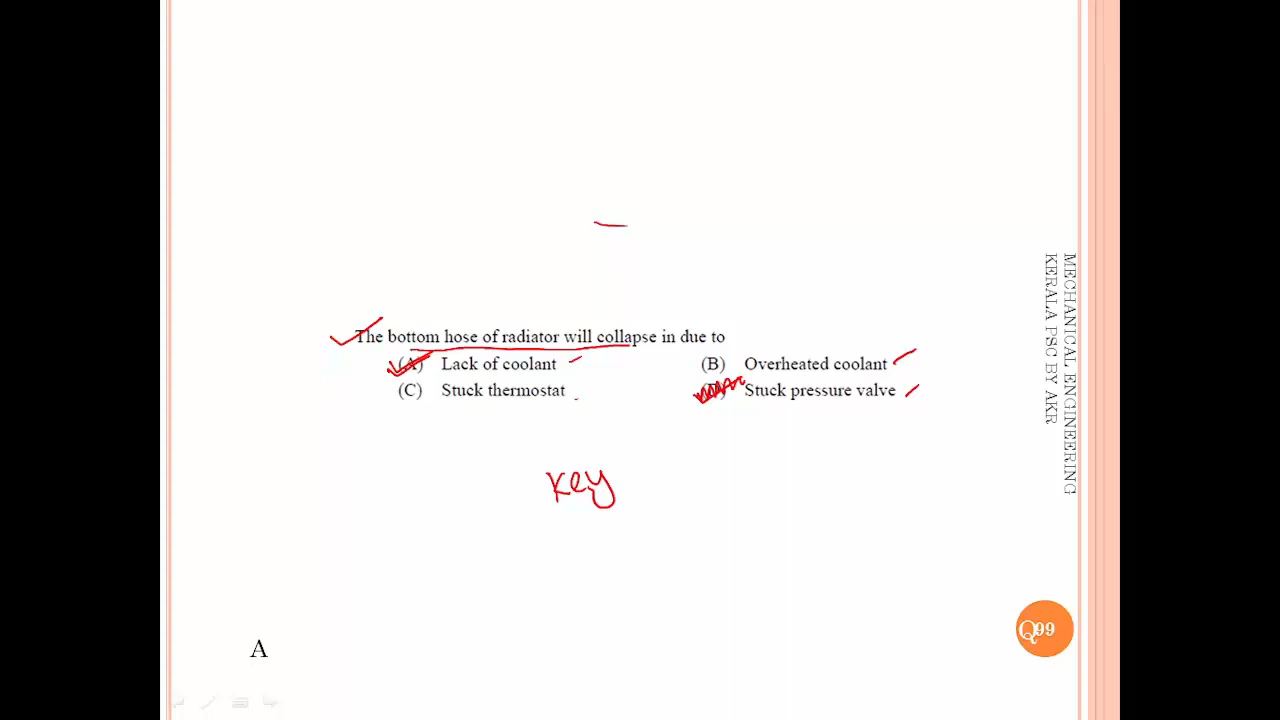 The bottom hose of radiator will collapse in due to
(A) Lack of coolant (B) Overheated coolant
(C) Stuck thermostat Stuck pressure valve
Key
A
Q99
MECHANICAL ENGINEERING
KERALA PSC BY AKR